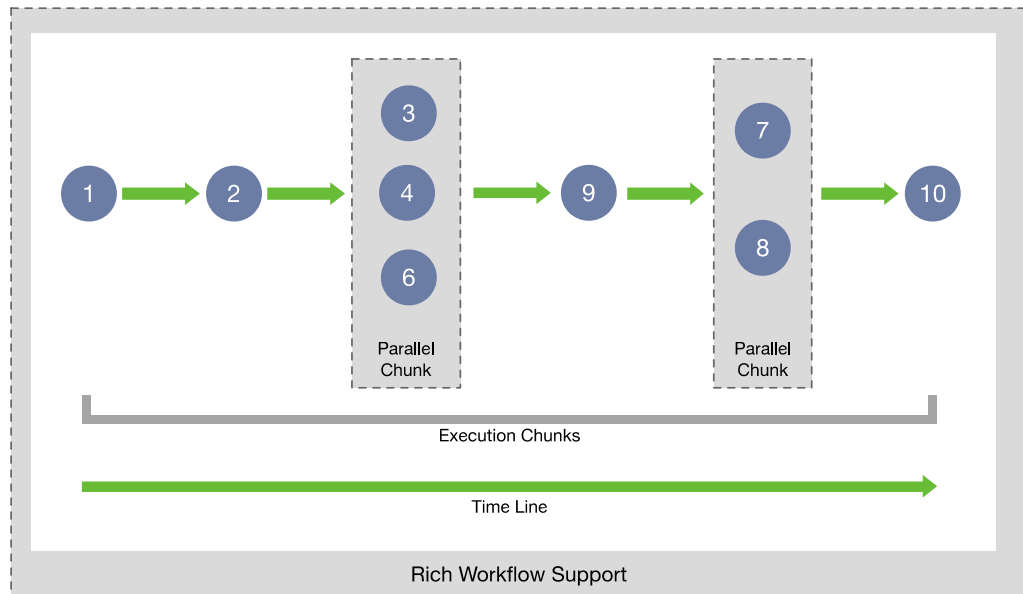 3
7
1
2
4
9
10
8
6
Parallel
Chunk
Parallel
Chunk
Execution Chunks
Time Line
Rich Workflow Support